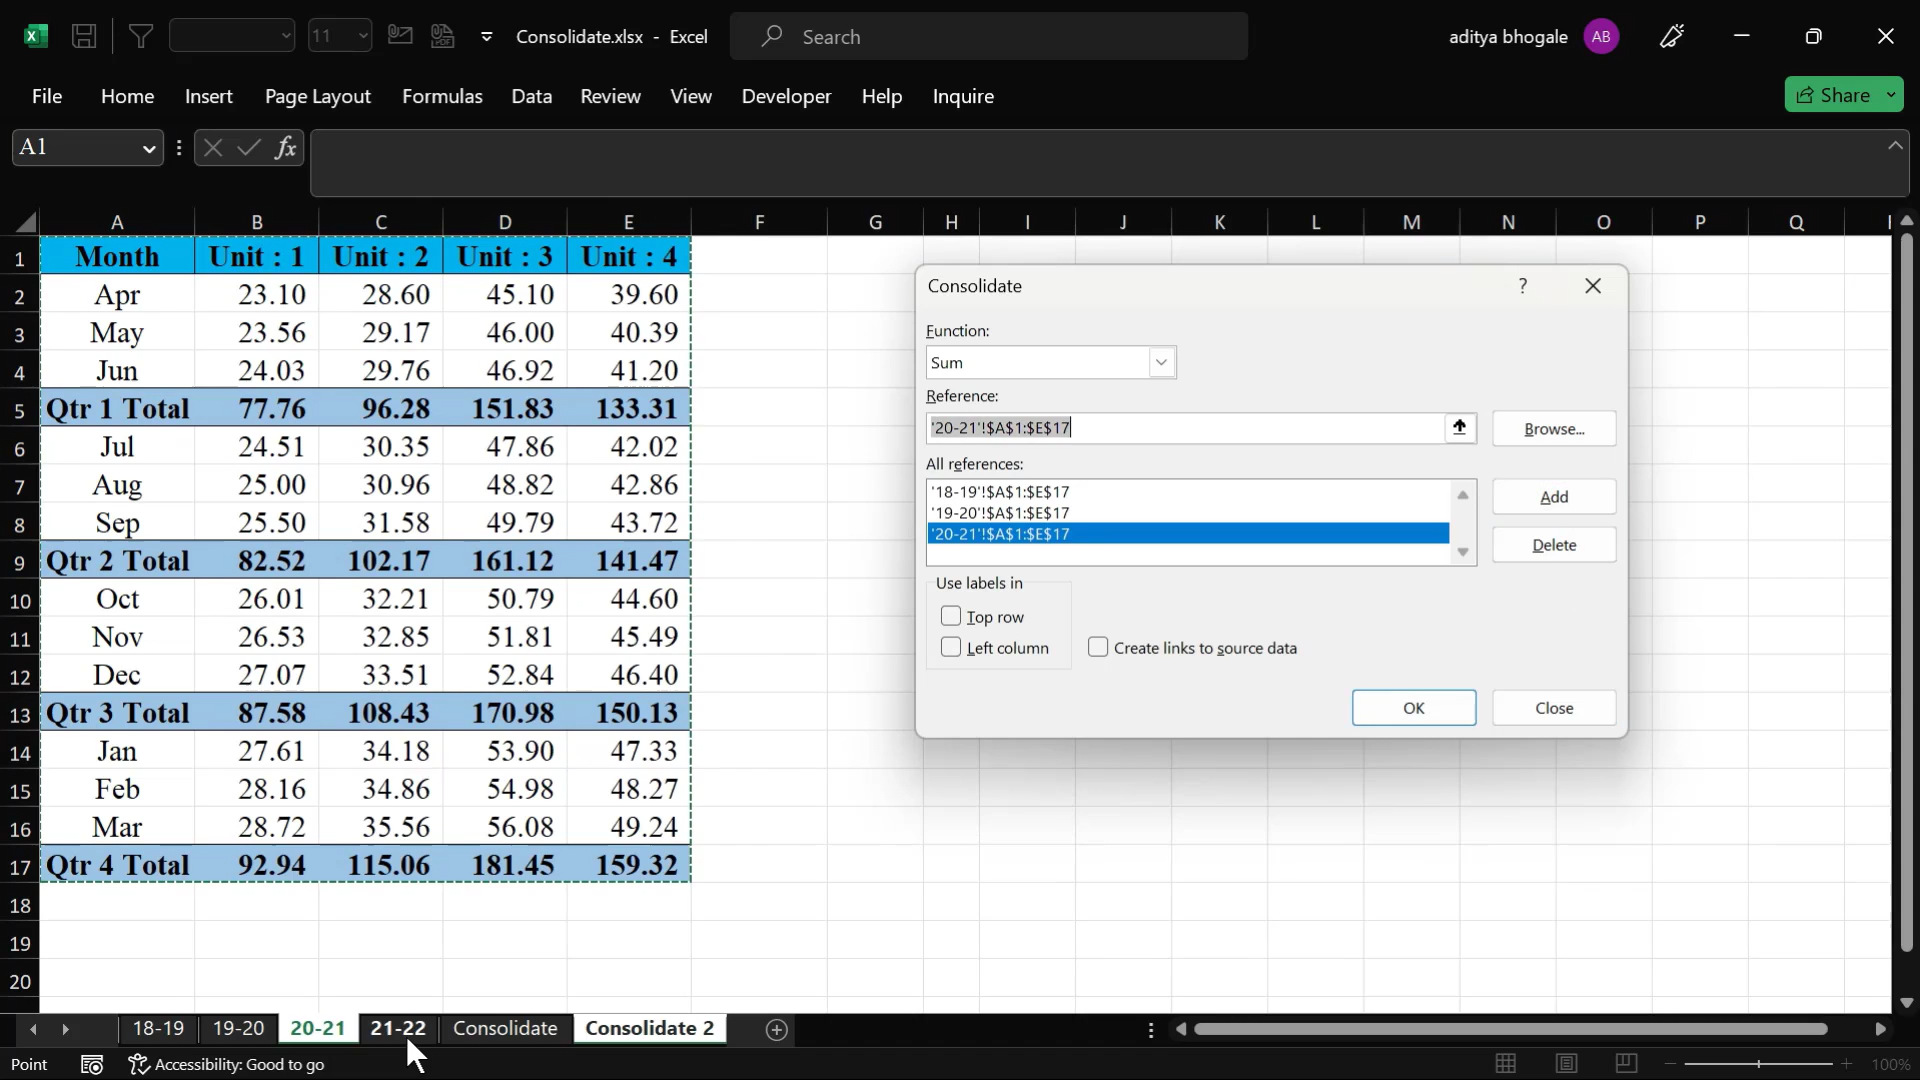 11 Consolidate.xlsx - Excel Search aditya bhogale AB
File Home Insert Page Layout Formulas Data Review View Developer Help Inquire Share
A1 fx
A B C D E F G H I J K L M N O P Q
1 Month Unit : 1 Unit : 2 Unit : 3 Unit : 4
2 Apr 23.10 28.60 45.10 39.60
3 May 23.56 29.17 46.00 40.39
4 Jun 24.03 29.76 46.92 41.20
5 Qtr 1 Total 77.76 96.28 151.83 133.31
6 Jul 24.51 30.35 47.86 42.02
7 Aug 25.00 30.96 48.82 42.86
8 Sep 25.50 31.58 49.79 43.72
9 Qtr 2 Total 82.52 102.17 161.12 141.47
10 Oct 26.01 32.21 50.79 44.60
11 Nov 26.53 32.85 51.81 45.49
12 Dec 27.07 33.51 52.84 46.40
13 Qtr 3 Total 87.58 108.43 170.98 150.13
14 Jan 27.61 34.18 53.90 47.33
15 Feb 28.16 34.86 54.98 48.27
16 Mar 28.72 35.56 56.08 49.24
17 Qtr 4 Total 92.94 115.06 181.45 159.32
18
19
20
Consolidate ?
Function:
Sum
Reference:
'20-21'!$A$1:$E$17 Browse...
All references:
'18-19'!$A$1:$E$17
'19-20'!$A$1:$E$17
'20-21'!$A$1:$E$17
Add
Delete
Use labels in
Top row
Left column Create links to source data
OK Close
18-19 19-20 20-21 21-22 Consolidate Consolidate 2
Point Accessibility: Good to go 100%